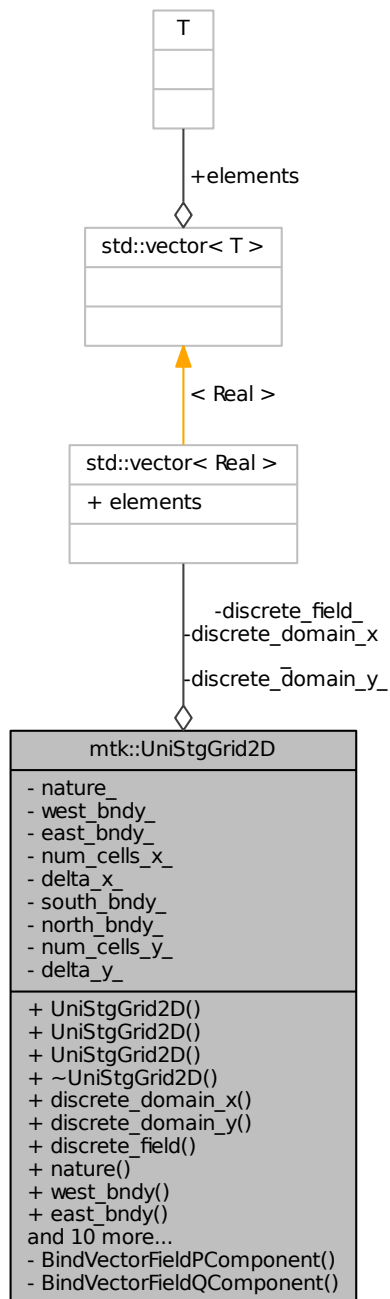 T
+elements
std::vector< T >
< Real >
std::vector< Real >
+ elements
-discrete_field_
-discrete_domain_x
_
-discrete_domain_y_
mtk::UniStgGrid2D
- nature_
- west_bndy_
- east_bndy_
- num_cells_x_
- delta_x_
- south_bndy_
- north_bndy_
- num_cells_y_
- delta_y_
+ UniStgGrid2D()
+ UniStgGrid2D()
+ UniStgGrid2D()
+ ~UniStgGrid2D()
+ discrete_domain_x()
+ discrete_domain_y()
+ discrete_field()
+ nature()
+ west_bndy()
+ east_bndy()
and 10 more...
- BindVectorFieldPComponent()
- BindVectorFieldQComponent()